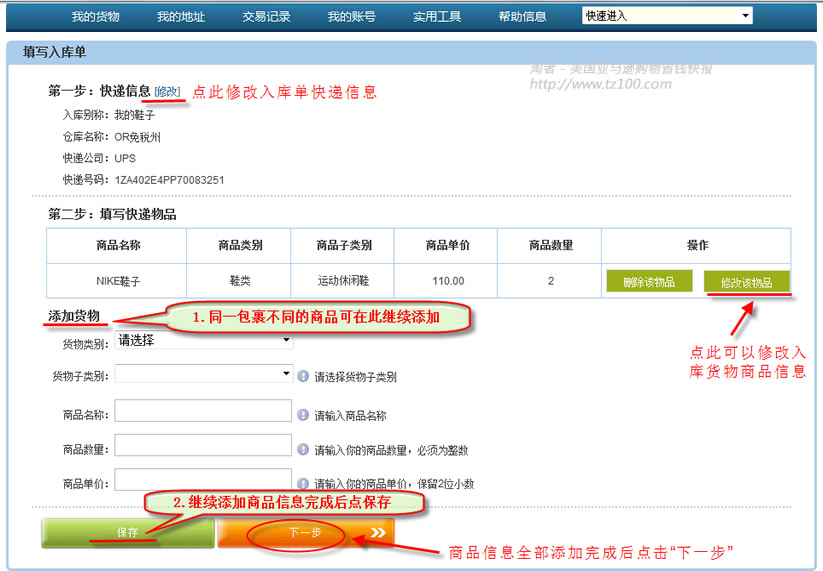 我的货物 我的地址 交易记录 我的账号 实用工具 帮助信息 快速进入
填写入库单
淘者 - 美国亚马逊购物省钱快报
http://www.tz100.com
第一步：快递信息 [修改] 点此修改入库单快递信息
入库别称：我的鞋子
仓库名称：OR免税州
快递公司：UPS
快递号码：1ZA402E4PP70083251
第二步：填写快递物品
商品名称 商品类别 商品子类别 商品单价 商品数量 操作
NIKE鞋子 鞋类 运动休闲鞋 110.00 2 删除该物品 修改该物品
添加货物 1.同一包裹不同的商品可在此继续添加
货物类别：请选择
点此可以修改入
库货物商品信息
货物子类别： 请选择货物子类别
商品名称： 请输入商品名称
商品数量： 请输入你的商品数量，必须为整数
商品单价： 请输入你的商品单价，保留2位小数
2.继续添加商品信息完成后点保存
保存 下一步
商品信息全部添加完成后点击“下一步”